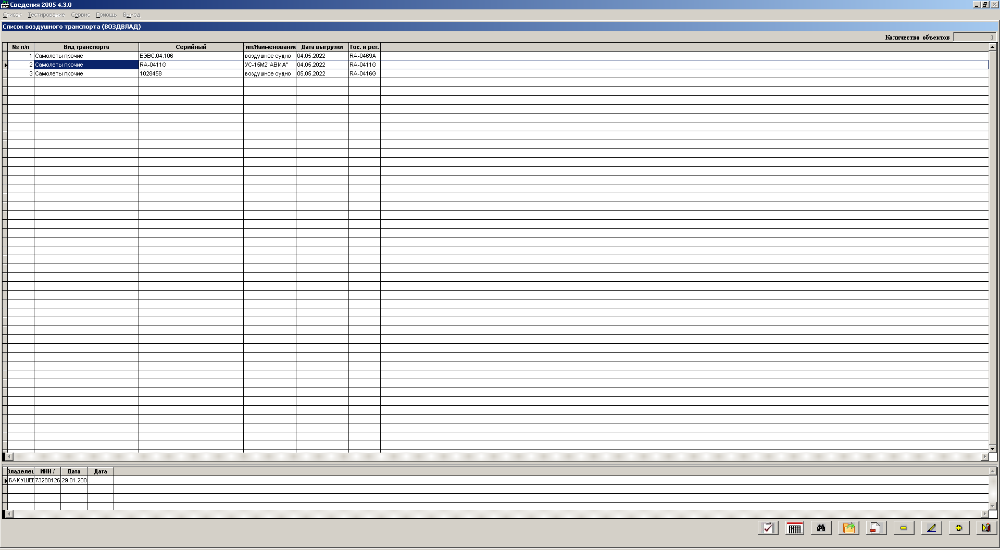 Сведения 2005 4.3.0
Список Тестирование Сервис Помощь Выход
Список воздушного транспорта (ВОЗДВЛАД)
Количество объектов 3
№ п/п Вид транспорта Серийный Тип/Наименование Дата выгрузки Гос. и рег.
1 Самолеты прочие ЕЭВС.04.106 воздушное судно 04.05.2022 RA-0469A
2 Самолеты прочие RA-0411G УС-15М2"АВИА" 04.05.2022 RA-0411G
3 Самолеты прочие 1028458 воздушное судно 05.05.2022 RA-0416G
Владелец ИНН / Дата Дата
БАКУШЕВ 73280126 29.01.200 . .